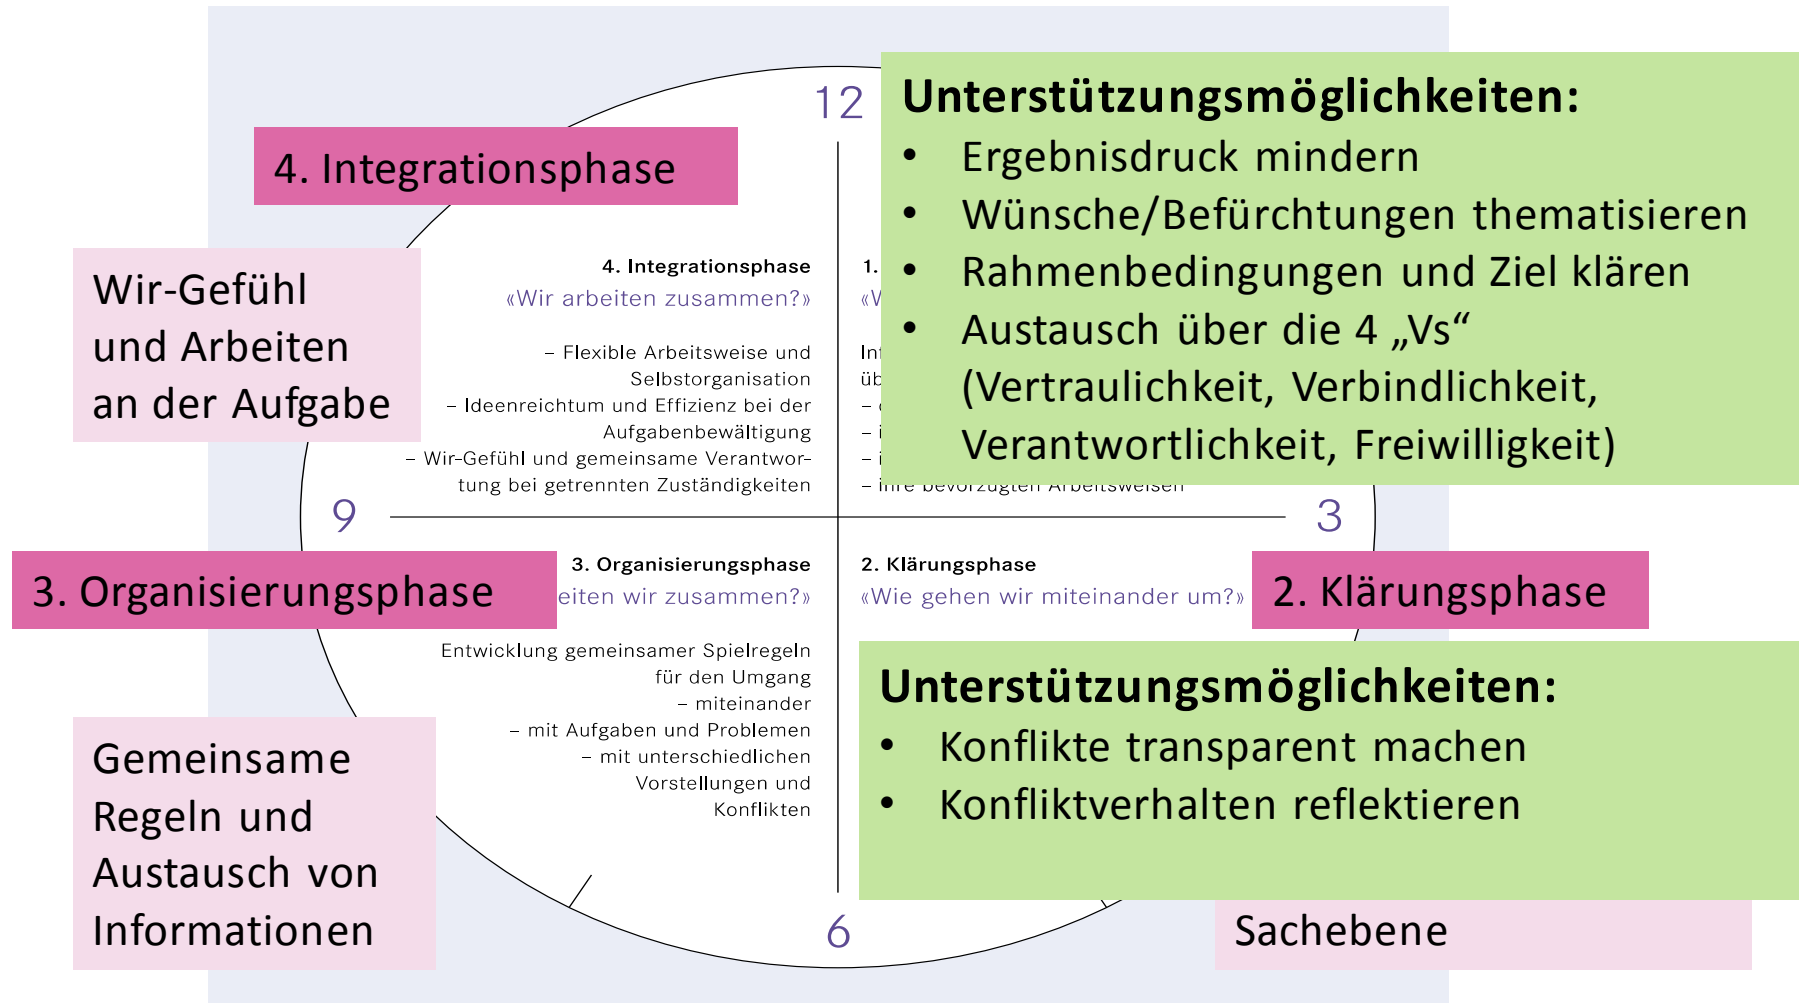 12
Unterstützungsmöglichkeiten:
• Ergebnisdruck mindern
• Wünsche/Befürchtungen thematisieren
• Rahmenbedingungen und Ziel klären
• Austausch über die 4 „Vs“
(Vertraulichkeit, Verbindlichkeit,
Verantwortlichkeit, Freiwilligkeit)
4. Integrationsphase
Wir-Gefühl
und Arbeiten
an der Aufgabe
4. Integrationsphase
«Wir arbeiten zusammen?»
– Flexible Arbeitsweise und
Selbstorganisation
– Ideenreichtum und Effizienz bei der
Aufgabenbewältigung
– Wir-Gefühl und gemeinsame Verantwor-
tung bei getrennten Zuständigkeiten
1.
– ihre bevorzugten Arbeitsweisen
9
3
3. Organisierungsphase
3. Organisierungsphase
wir zusammen?»
Entwicklung gemeinsamer Spielregeln
für den Umgang
– miteinander
– mit Aufgaben und Problemen
– mit unterschiedlichen
Vorstellungen und
Konflikten
2. Klärungsphase
«Wie gehen wir miteinander um?»
2. Klärungsphase
Unterstützungsmöglichkeiten:
• Konflikte transparent machen
• Konfliktverhalten reflektieren
Gemeinsame
Regeln und
Austausch von
Informationen
6
Sachebene